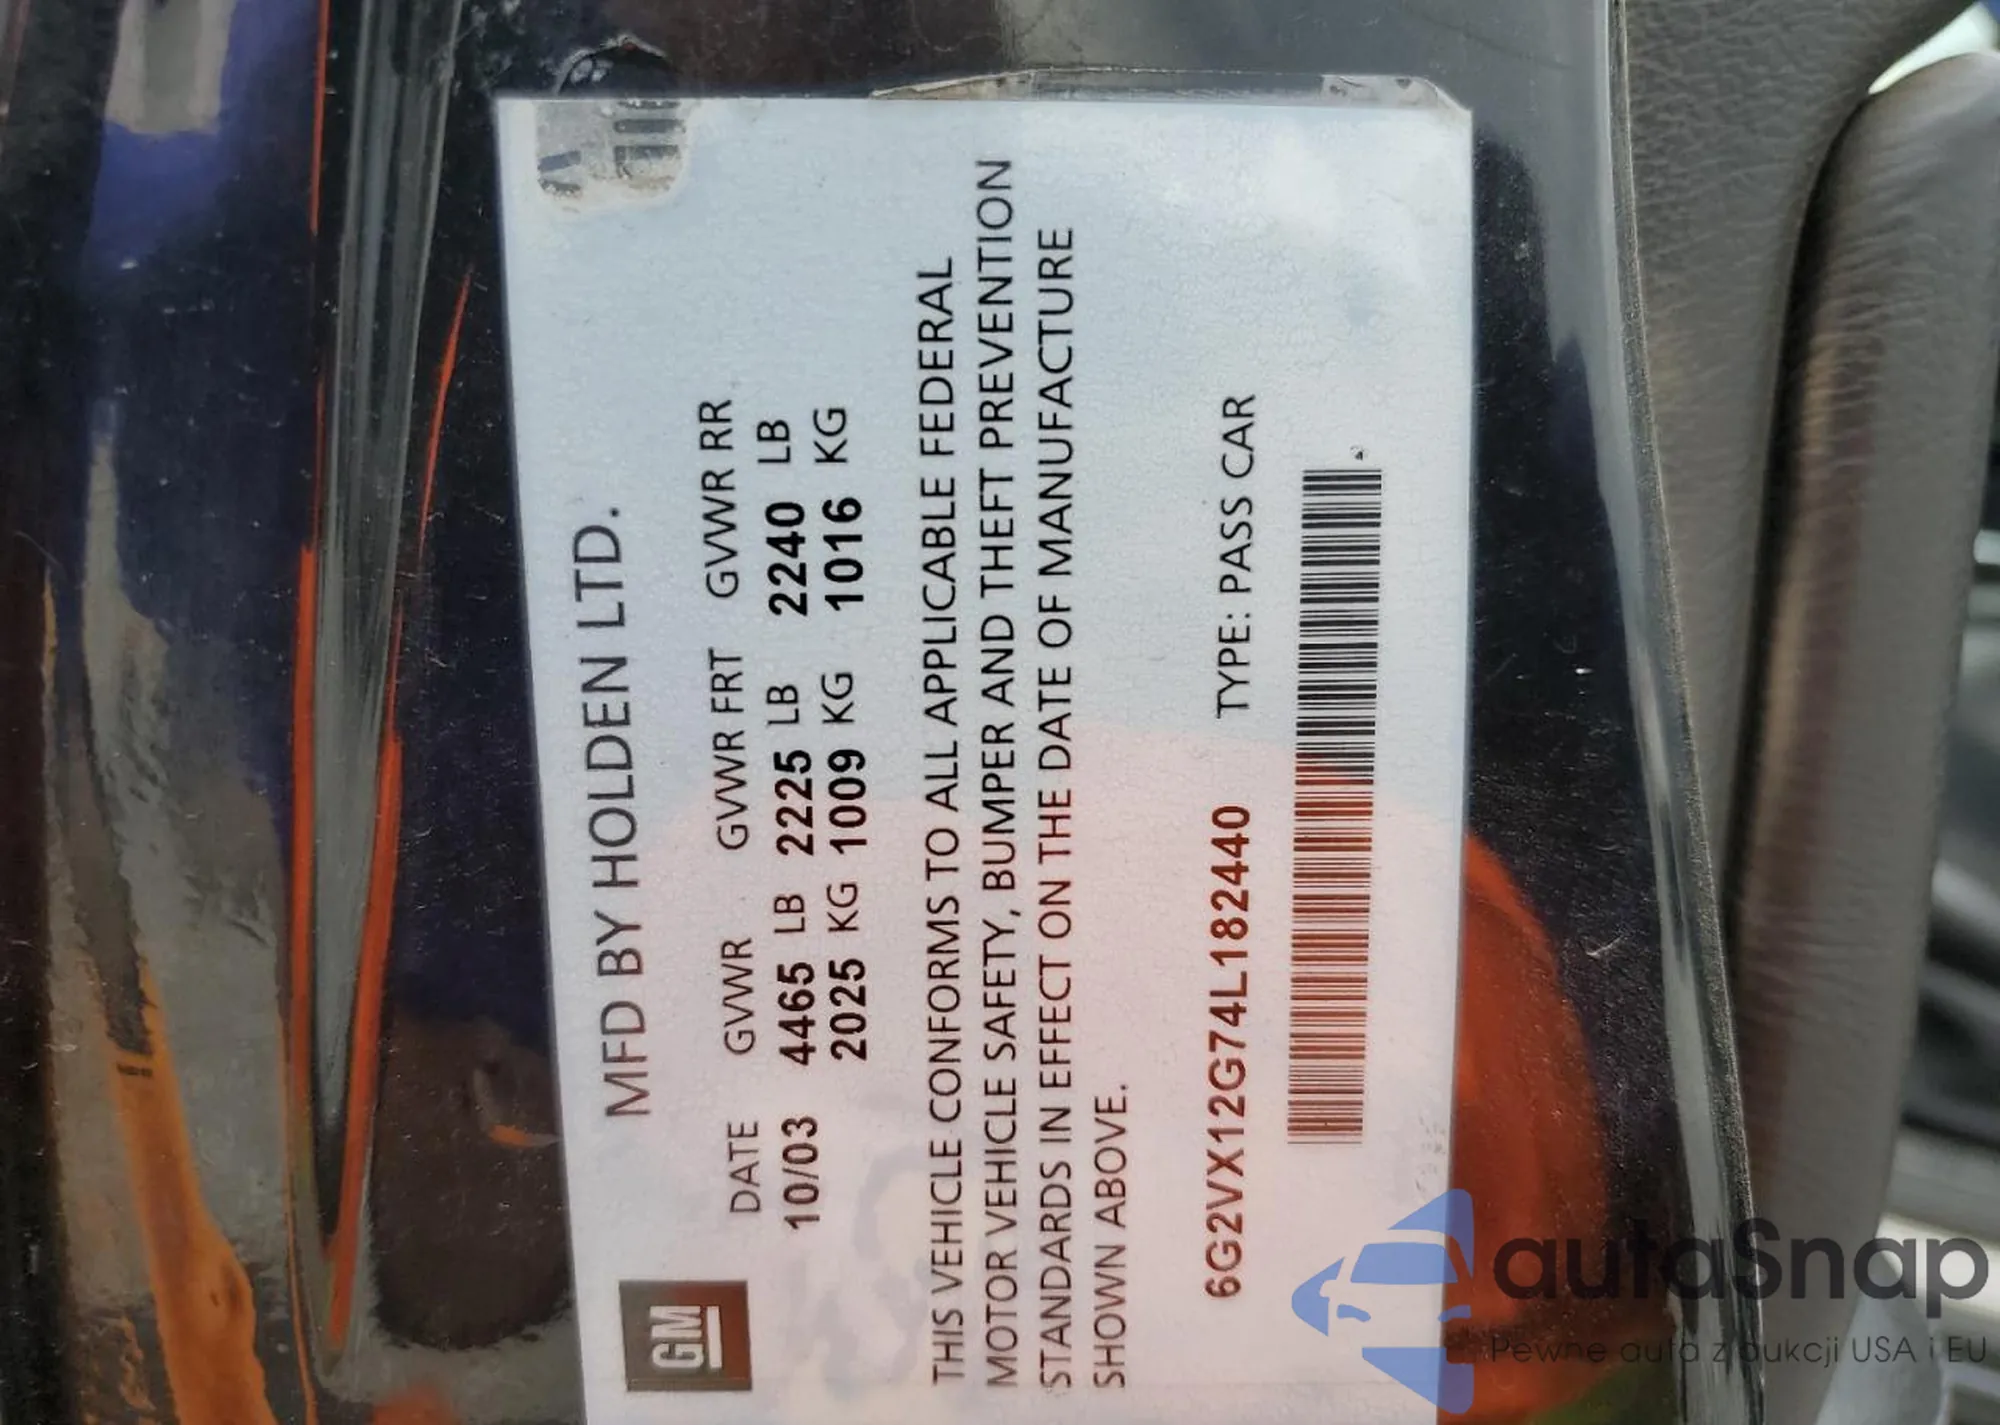 GM
MFD BY HOLDEN LTD.
DATE GVWR GVWR FRT GVWR RR
10/03 4465 LB 2225 LB 2240 LB
2025 KG 1009 KG 1016 KG
THIS VEHICLE CONFORMS TO ALL APPLICABLE FEDERAL
MOTOR VEHICLE SAFETY, BUMPER AND THEFT PREVENTION
STANDARDS IN EFFECT ON THE DATE OF MANUFACTURE
SHOWN ABOVE.
6G2VX12G74L182440 TYPE: PASS CAR
autaSnap
Pewne auta z aukcji USA i EU